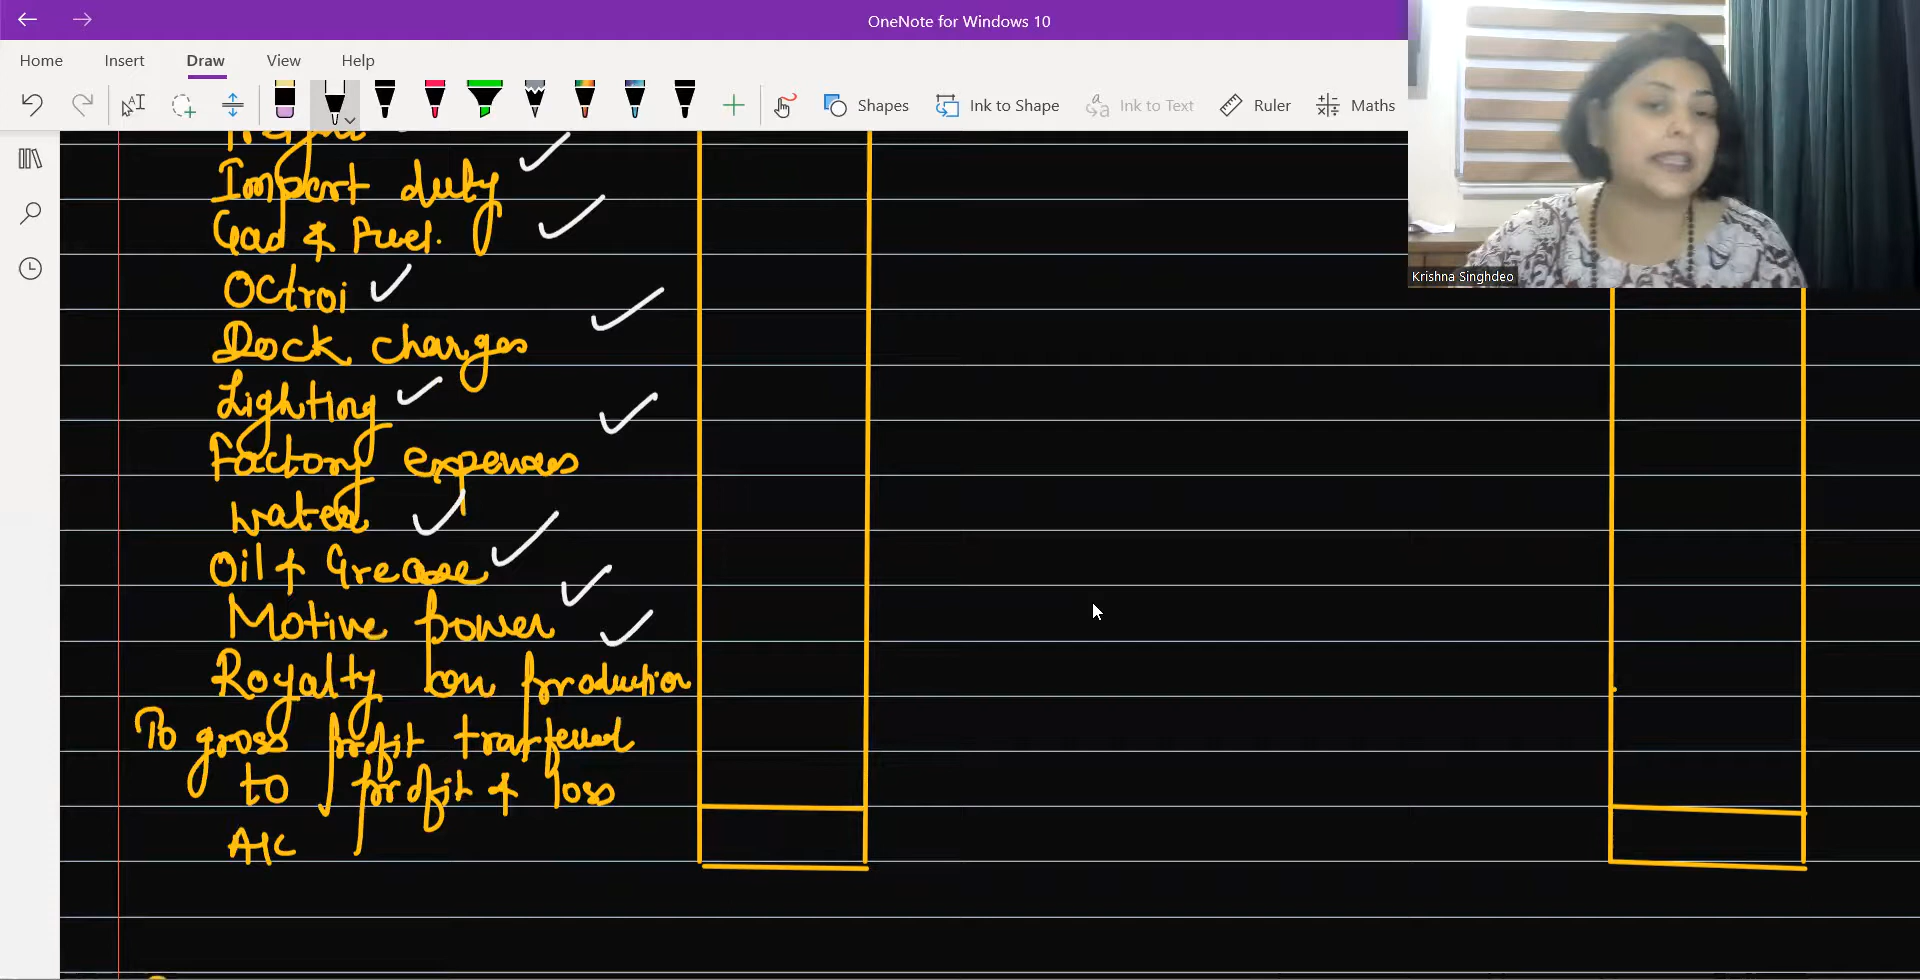 OneNote for Windows 10
Home Insert Draw View Help
Shapes Ink to Shape Ink to Text Ruler Maths
Krishna Singhdeo
Import duty
Gas & Fuel.
Octroi
Dock charges
Lighting
Factory expenses
water
Oil & Grease
Motive power
Royalty on production
To gross profit
to profit & loss
A/C